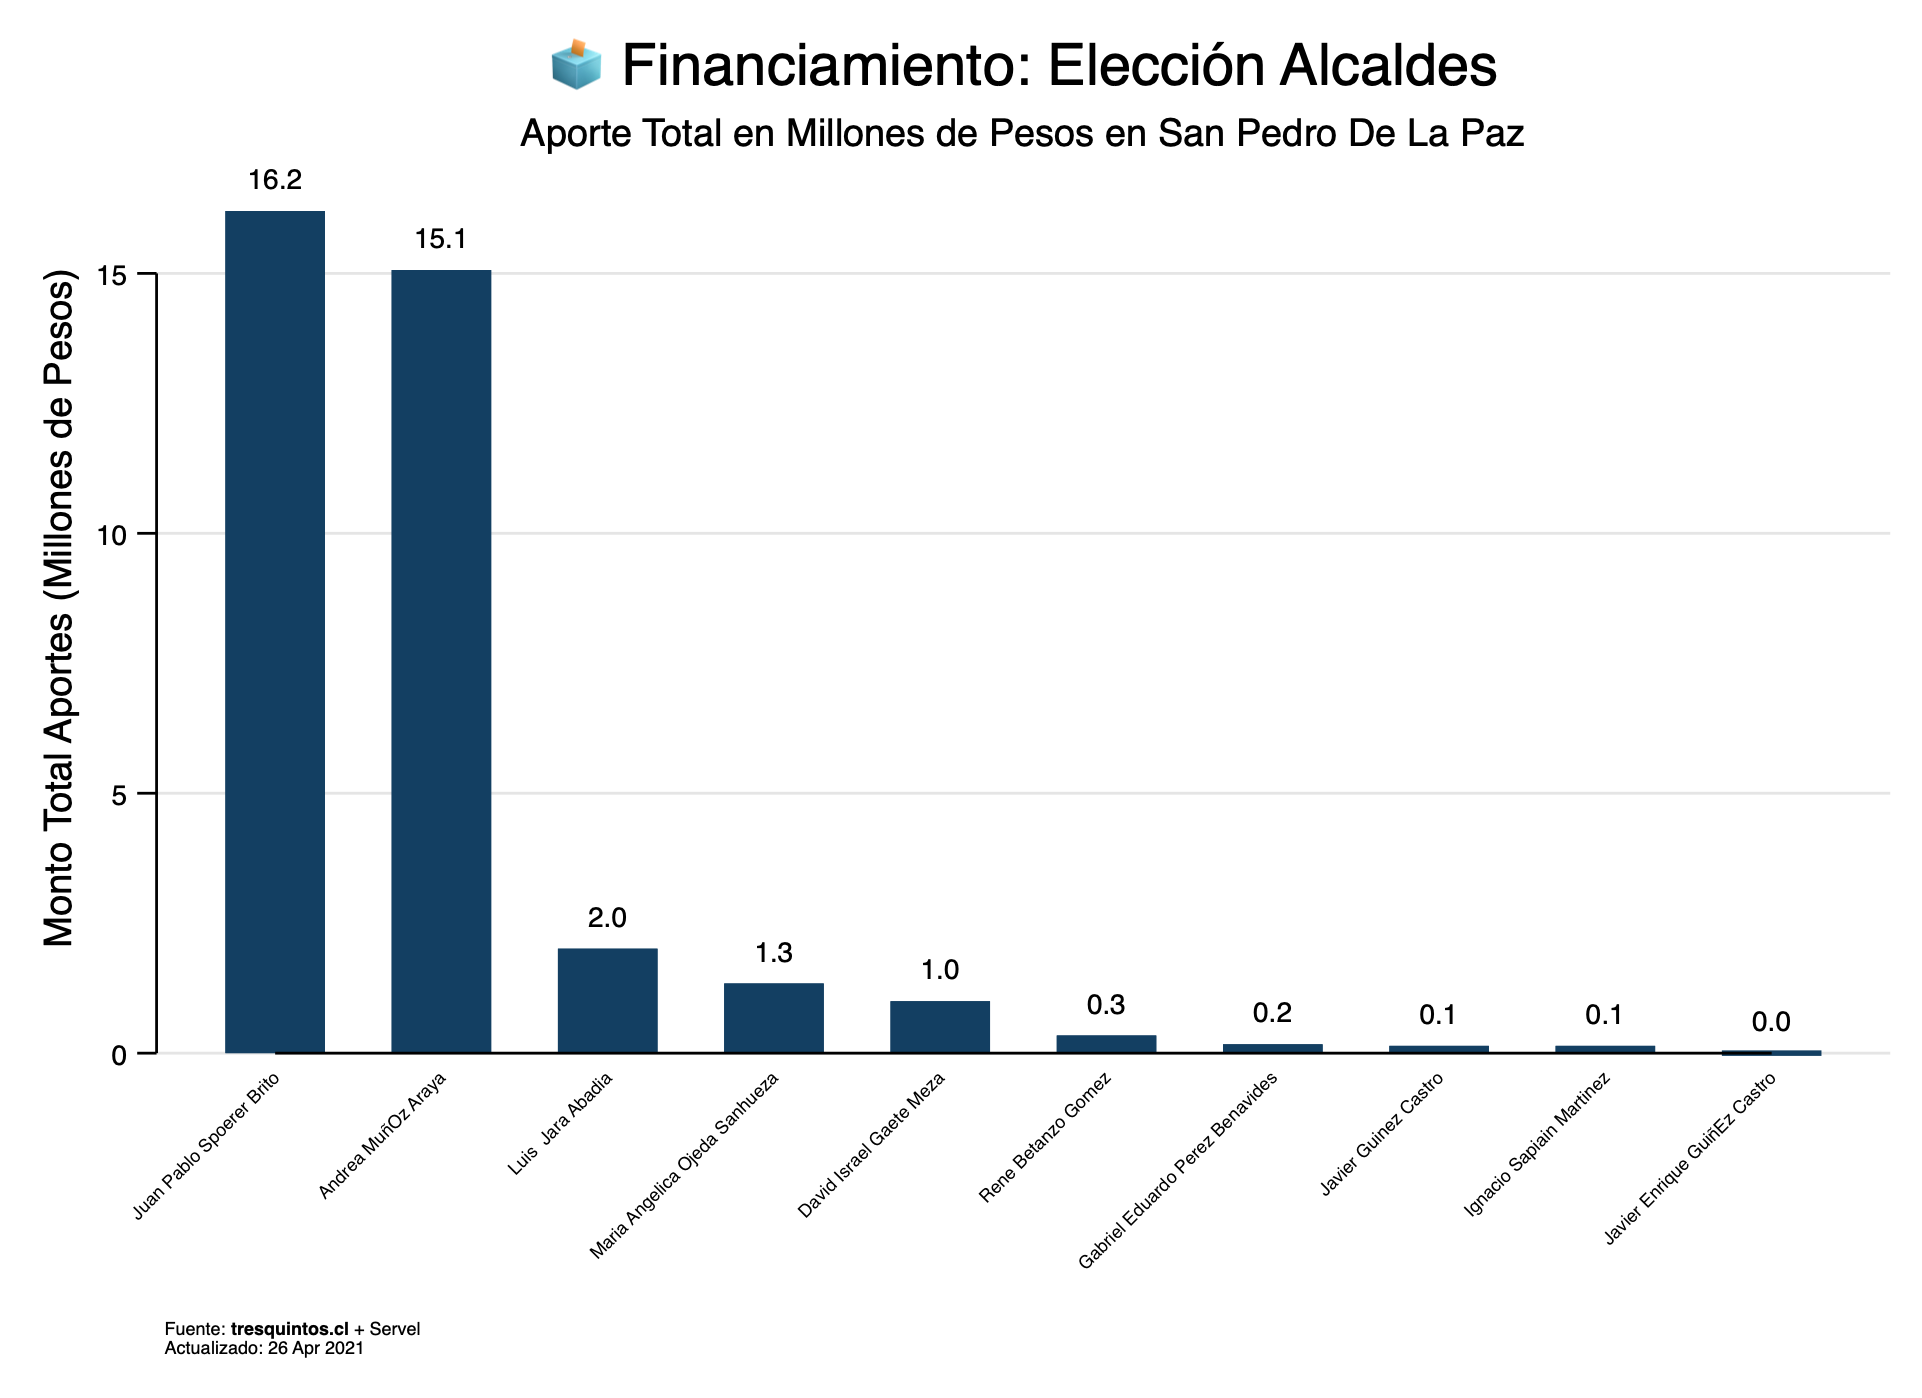 Financiamiento: Elección Alcaldes
Aporte Total en Millones de Pesos en San Pedro De La Paz
Monto Total Aportes (Millones de Pesos)
15
10
5
0
16.2
15.1
2.0
1.3
1.0
0.3
0.2
0.1
0.1
0.0
Juan Pablo Spoerer Brito
Andrea MuñOz Araya
Luis  Jara Abadia
Maria Angelica Ojeda Sanhueza
David Israel Gaete Meza
Rene Betanzo Gomez
Gabriel Eduardo Perez Benavides
Javier Guinez Castro
Ignacio Sapiain Martinez
Javier Enrique GuiñEz Castro
Fuente: tresquintos.cl + Servel
Actualizado: 26 Apr 2021